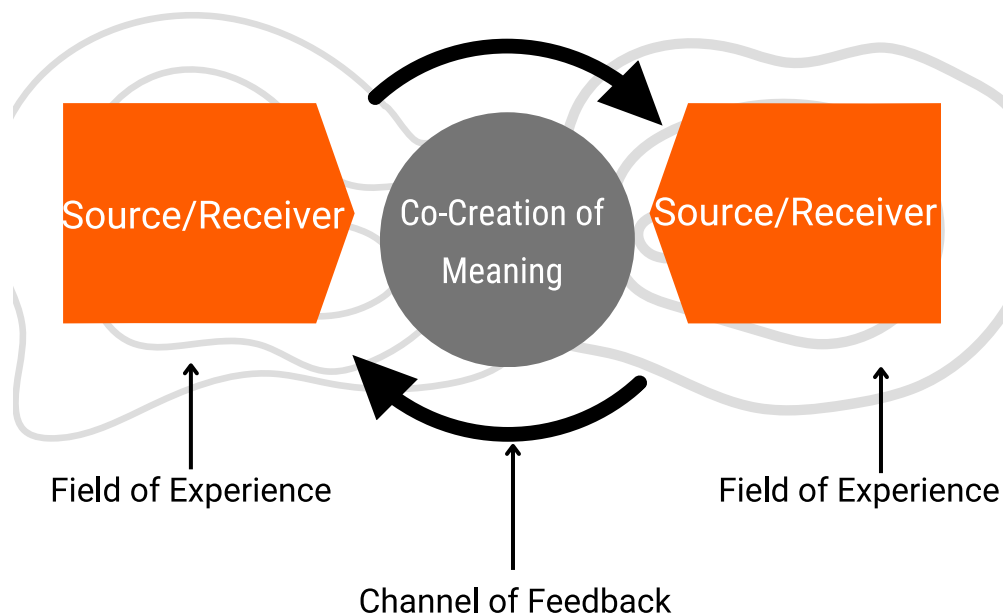 Source/Receiver
Co-Creation of
Meaning
Source/Receiver
Field of Experience
Field of Experience
Channel of Feedback